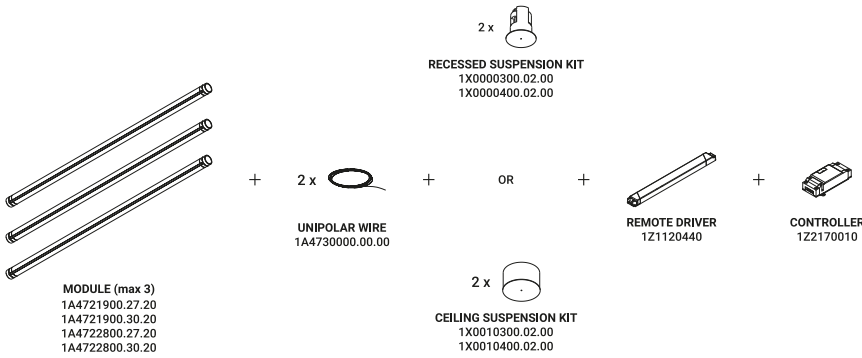 2 x
RECESSED SUSPENSION KIT
1X0000300.02.00
1X0000400.02.00
+
2 x
+
OR
+
+
UNIPOLAR WIRE
1A4730000.00.00
REMOTE DRIVER
1Z1120440
CONTROLLER
1Z2170010
MODULE (max 3)
1A4721900.27.20
1A4721900.30.20
1A4722800.27.20
1A4722800.30.20
2 x
CEILING SUSPENSION KIT
1X0010300.02.00
1X0010400.02.00